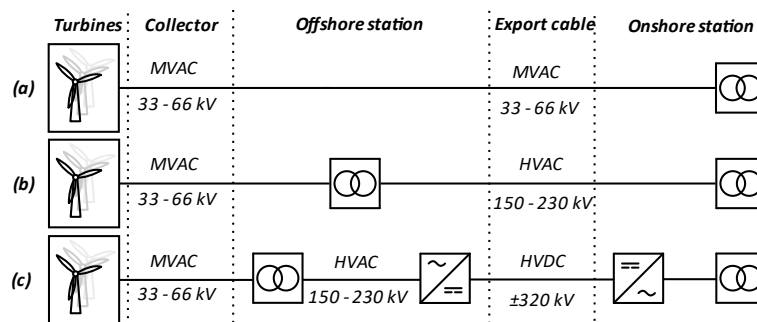 Turbines Collector Offshore station Export cable Onshore station
(a) MVAC MVAC
33 - 66 kV 33 - 66 kV
(b) MVAC HVAC
33 - 66 kV 150 - 230 kV
(c) MVAC HVAC HVDC
33 - 66 kV 150 - 230 kV ±320 kV